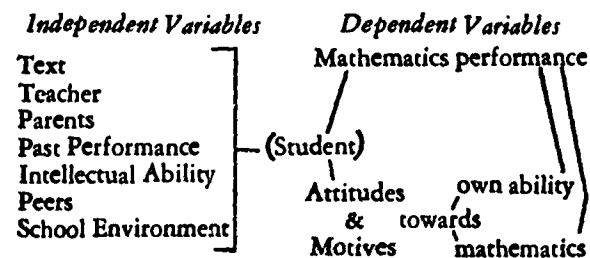 Independent Variables Dependent Variables
Text
Teacher
Parents
Past Performance
Intellectual Ability
Peers
School Environment
(Student)
Mathematics performance
Attitudes
&
Motives
towards
own ability
mathematics